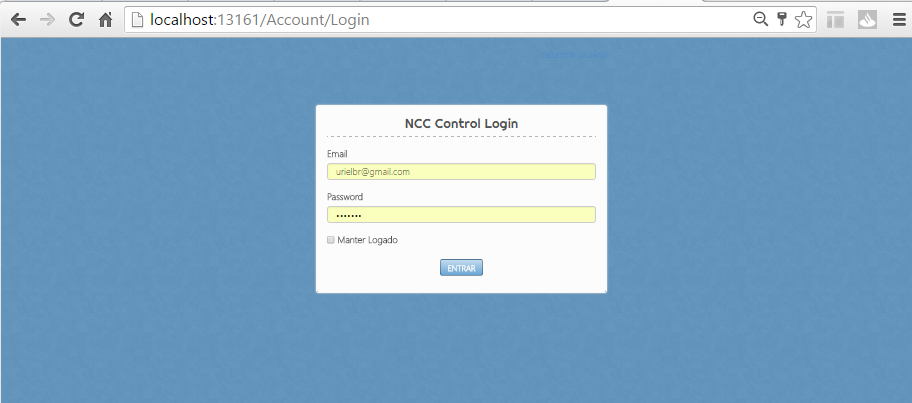 localhost:13161/Account/Login
NCC Control Login
Email
urielbr@gmail.com
Password
•••••••
Manter Logado
ENTRAR